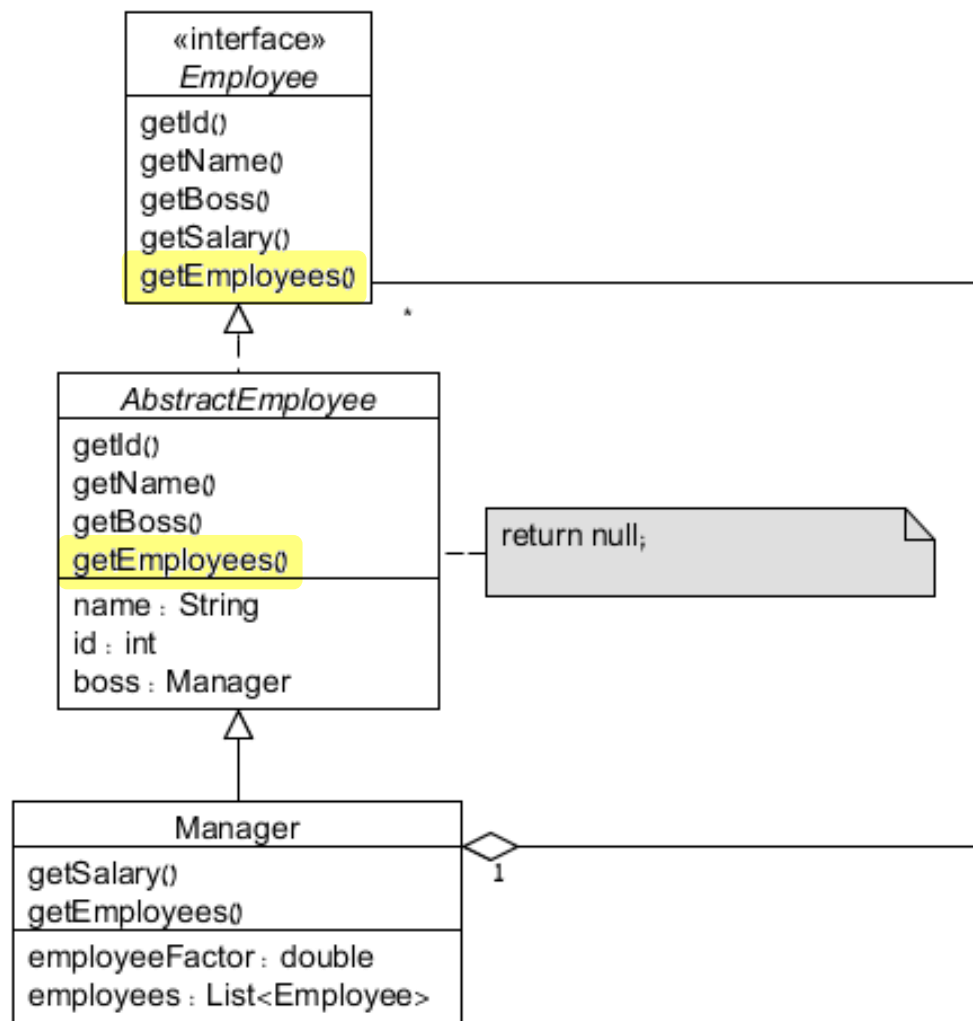 «interface»
Employee
getId()
getName()
getBoss()
getSalary()
getEmployees()
*
AbstractEmployee
getId()
getName()
getBoss()
getEmployees()
return null;
name : String
id : int
boss : Manager
Manager
1
getSalary()
getEmployees()
employeeFactor : double
employees : List<Employee>